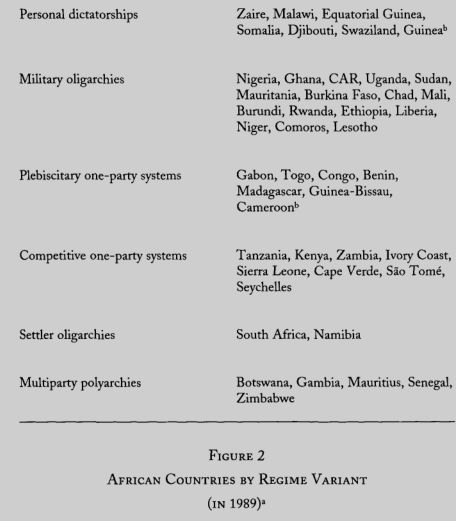 Personal dictatorships Zaire, Malawi, Equatorial Guinea,
Somalia, Djibouti, Swaziland, Guineaᵇ
Military oligarchies Nigeria, Ghana, CAR, Uganda, Sudan,
Mauritania, Burkina Faso, Chad, Mali,
Burundi, Rwanda, Ethiopia, Liberia,
Niger, Comoros, Lesotho
Plebiscitary one-party systems Gabon, Togo, Congo, Benin,
Madagascar, Guinea-Bissau,
Cameroonᵇ
Competitive one-party systems Tanzania, Kenya, Zambia, Ivory Coast,
Sierra Leone, Cape Verde, São Tomé,
Seychelles
Settler oligarchies South Africa, Namibia
Multiparty polyarchies Botswana, Gambia, Mauritius, Senegal,
Zimbabwe
FIGURE 2
AFRICAN COUNTRIES BY REGIME VARIANT
(IN 1989)ᵃ